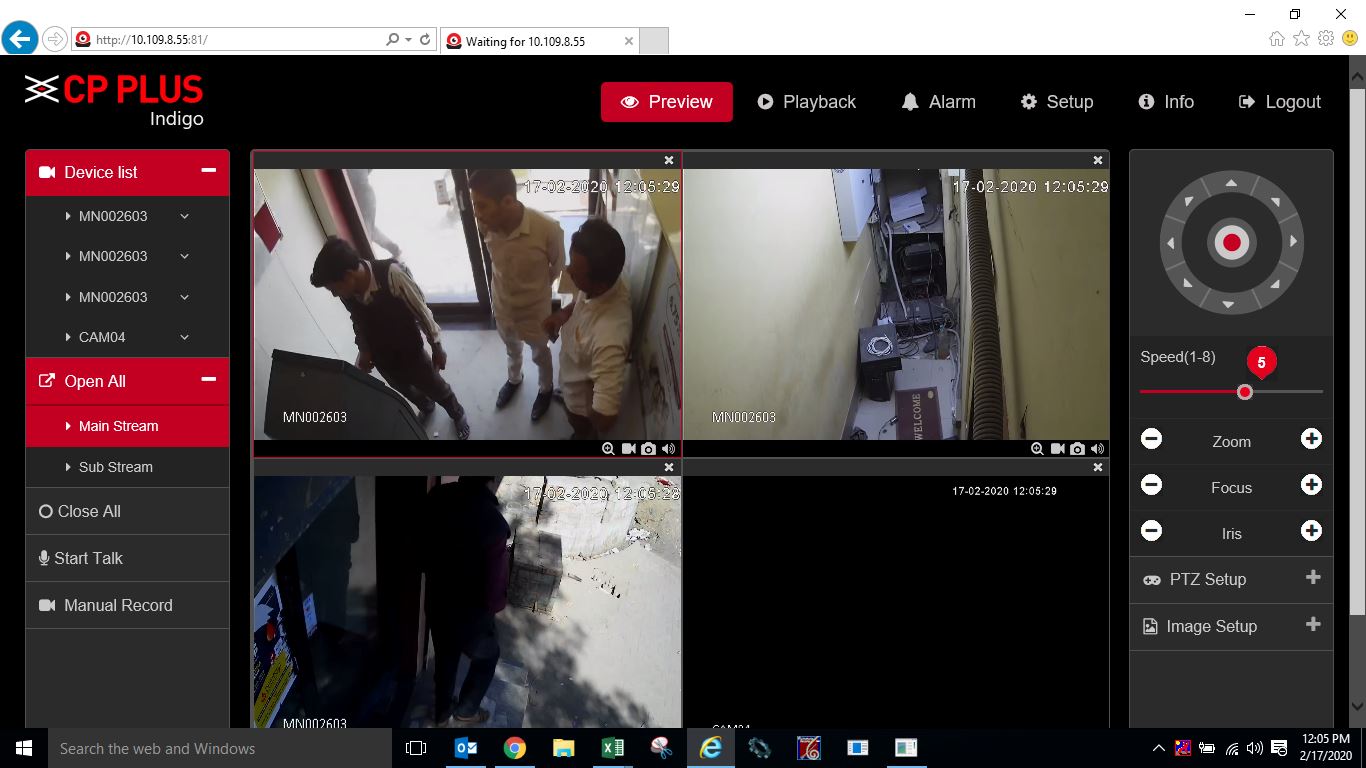 http://10.109.8.55:81/
Waiting for 10.109.8.55
CP PLUS
Indigo
Preview
Playback
Alarm
Setup
Info
Logout
Device list
MN002603
MN002603
MN002603
CAM04
Open All
Main Stream
Sub Stream
Close All
Start Talk
Manual Record
17-02-2020 12:05:29
MN002603
17-02-2020 12:05:29
WELCOME
MN002603
17-02-2020 12:05:29
MN002603
17-02-2020 12:05:29
CAM04
Speed(1-8)
5
Zoom
Focus
Iris
PTZ Setup
Image Setup
Search the web and Windows
12:05 PM
2/17/2020